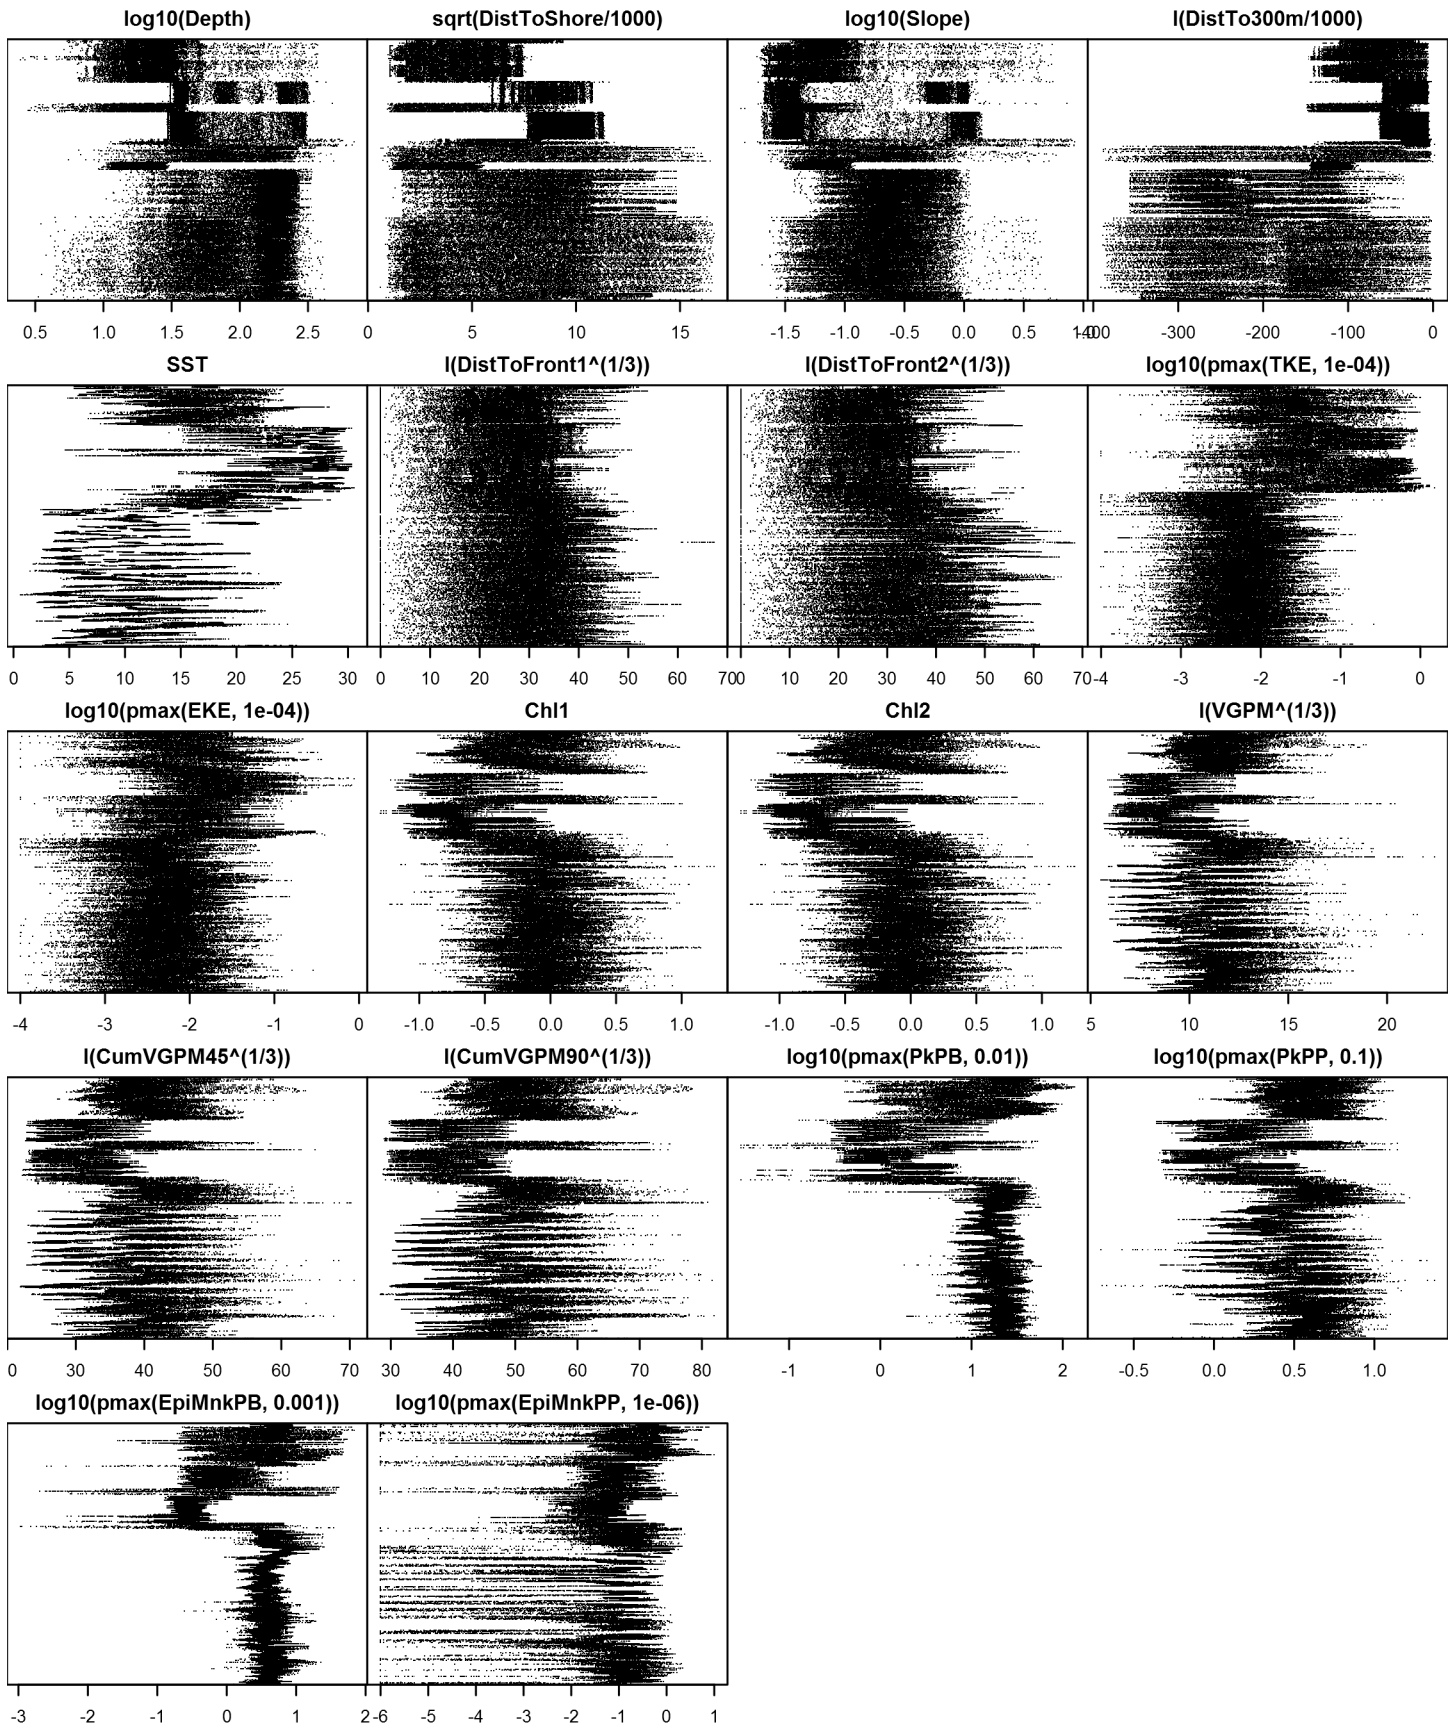 log10(Depth) sqrt(DistToShore/1000) log10(Slope) I(DistTo300m/1000)
0.5 1.0 1.5 2.0 2.5 0 5 10 15 -1.5 -1.0 -0.5 0.0 0.5 1.0 -400 -300 -200 -100 0
SST I(DistToFront1^(1/3)) I(DistToFront2^(1/3)) log10(pmax(TKE, 1e-04))
0 5 10 15 20 25 30 0 10 20 30 40 50 60 70 0 10 20 30 40 50 60 70 -4 -3 -2 -1 0
log10(pmax(EKE, 1e-04)) Chl1 Chl2 I(VGPM^(1/3))
-4 -3 -2 -1 0 -1.0 -0.5 0.0 0.5 1.0 -1.0 -0.5 0.0 0.5 1.0 5 10 15 20
I(CumVGPM45^(1/3)) I(CumVGPM90^(1/3)) log10(pmax(PkPB, 0.01)) log10(pmax(PkPP, 0.1))
0 30 40 50 60 70 30 40 50 60 70 80 -1 0 1 2 -0.5 0.0 0.5 1.0
log10(pmax(EpiMnkPB, 0.001)) log10(pmax(EpiMnkPP, 1e-06))
-3 -2 -1 0 1 2 -6 -5 -4 -3 -2 -1 0 1